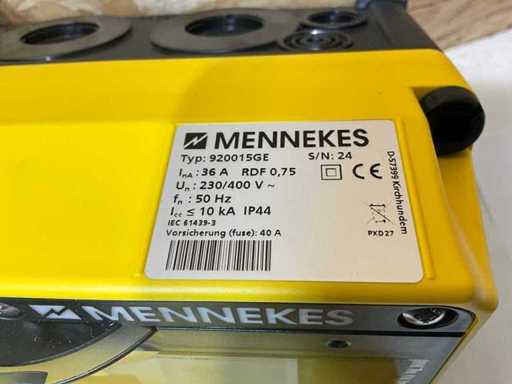 MENNEKES
Typ: 920015GE S/N: 24
InA : 36 A RDF 0,75
Un : 230/400 V ~
fn : 50 Hz
Icc ≤ 10 kA IP44
IEC 61439-3
Vorsicherung (fuse): 40 A
CE
PXD27
D-57399 Kirchhundem
MENNEKES